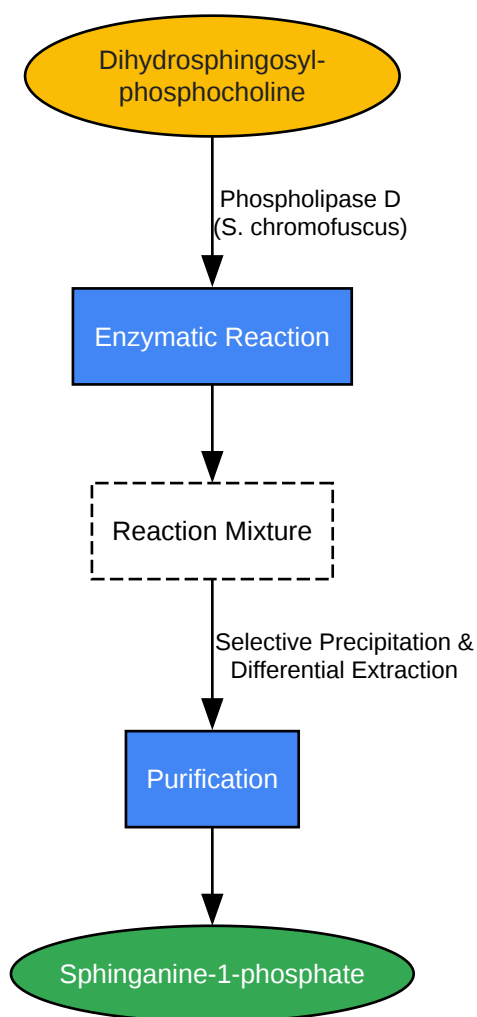 Dihydrosphingosyl-
phosphocholine
Phospholipase D
(S. chromofuscus)
Enzymatic Reaction
Reaction Mixture
Selective Precipitation &
Differential Extraction
Purification
Sphinganine-1-phosphate